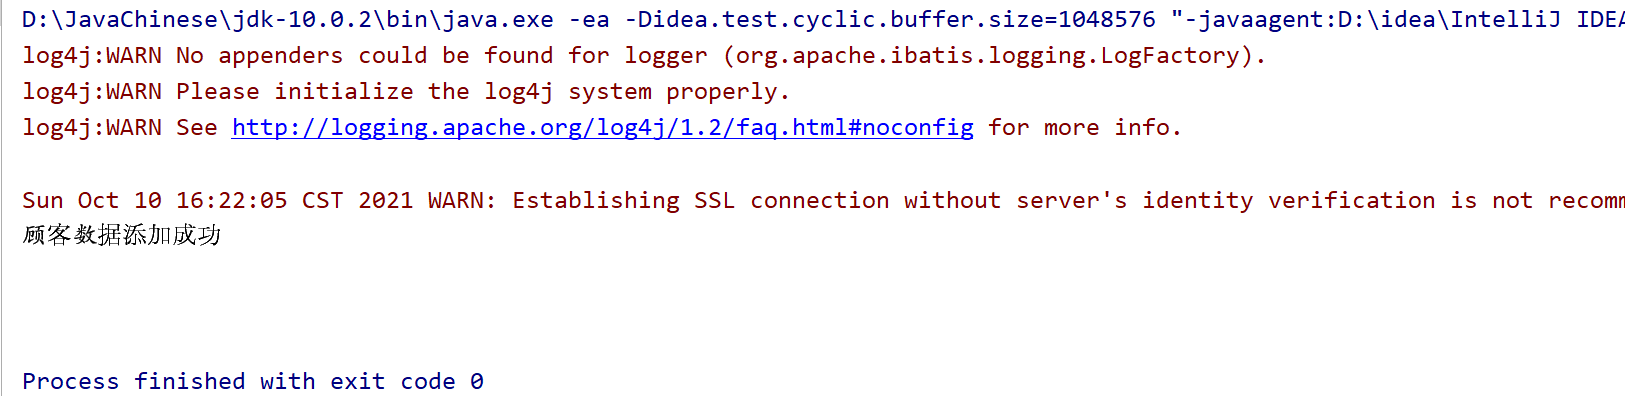 D:\JavaChinese\jdk-10.0.2\bin\java.exe -ea -Didea.test.cyclic.buffer.size=1048576 "-javaagent:D:\idea\IntelliJ IDEA
log4j:WARN No appenders could be found for logger (org.apache.ibatis.logging.LogFactory).
log4j:WARN Please initialize the log4j system properly.
log4j:WARN See http://logging.apache.org/log4j/1.2/faq.html#noconfig for more info.
Sun Oct 10 16:22:05 CST 2021 WARN: Establishing SSL connection without server's identity verification is not recom
顾客数据添加成功
Process finished with exit code 0